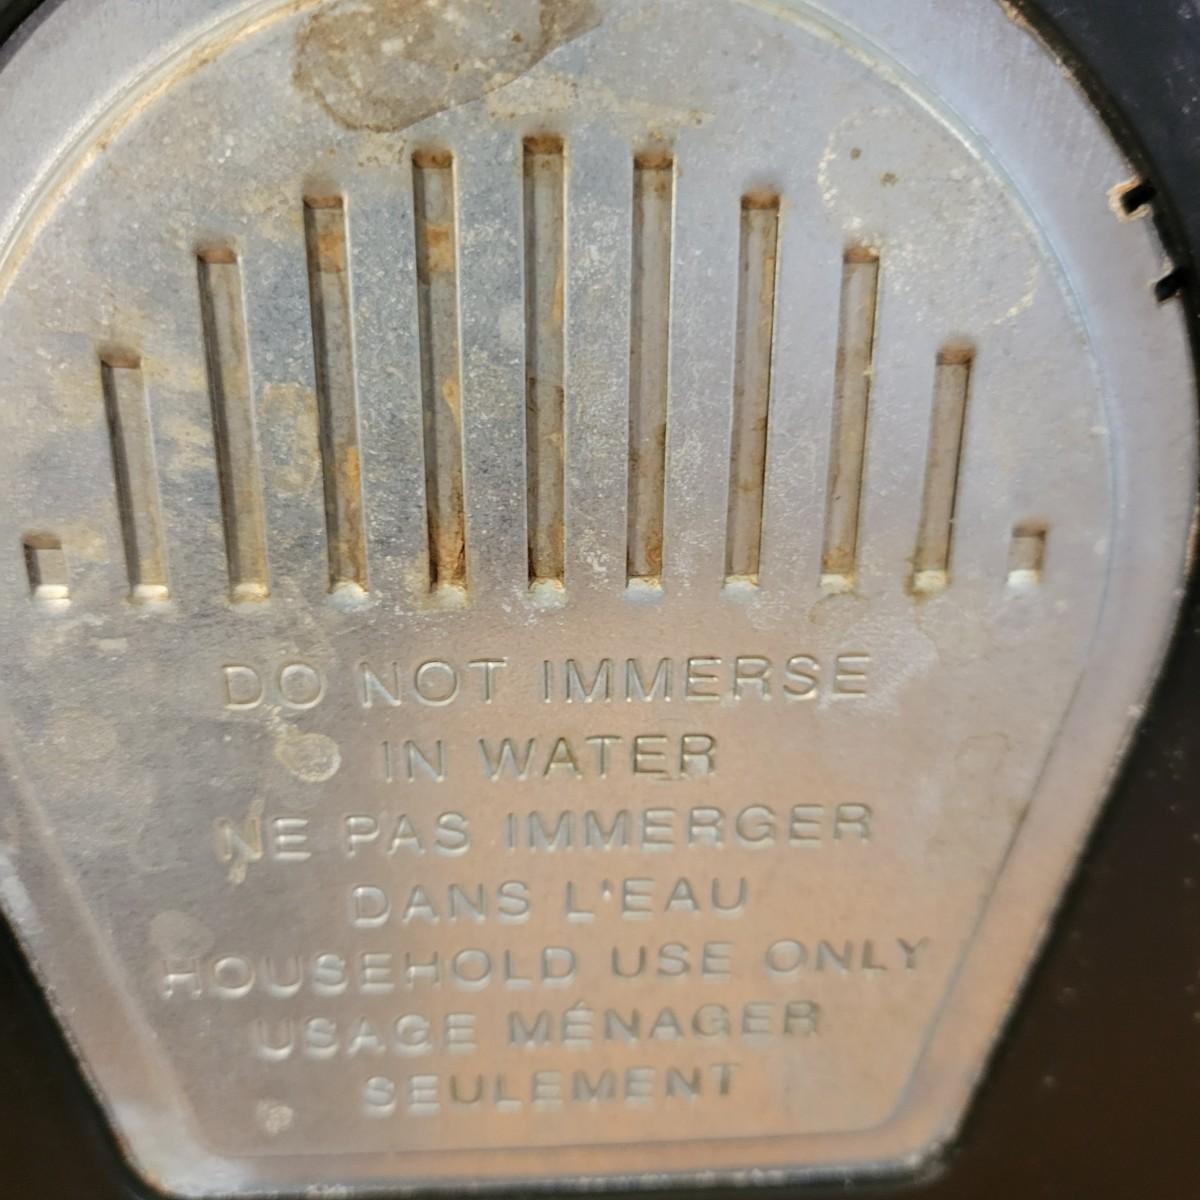 DO NOT IMMERSE
IN WATER
NE PAS IMMERGER
DANS L'EAU
HOUSEHOLD USE ONLY
USAGE MÉNAGER
SEULEMENT